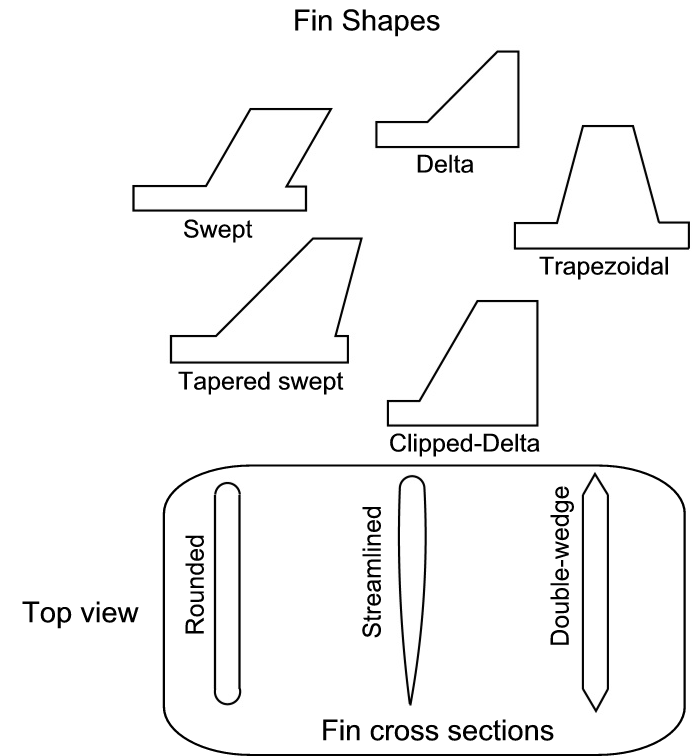 Fin Shapes
Delta
Swept
Trapezoidal
Tapered swept
Clipped-Delta
Top view
Rounded
Streamlined
Double-wedge
Fin cross sections